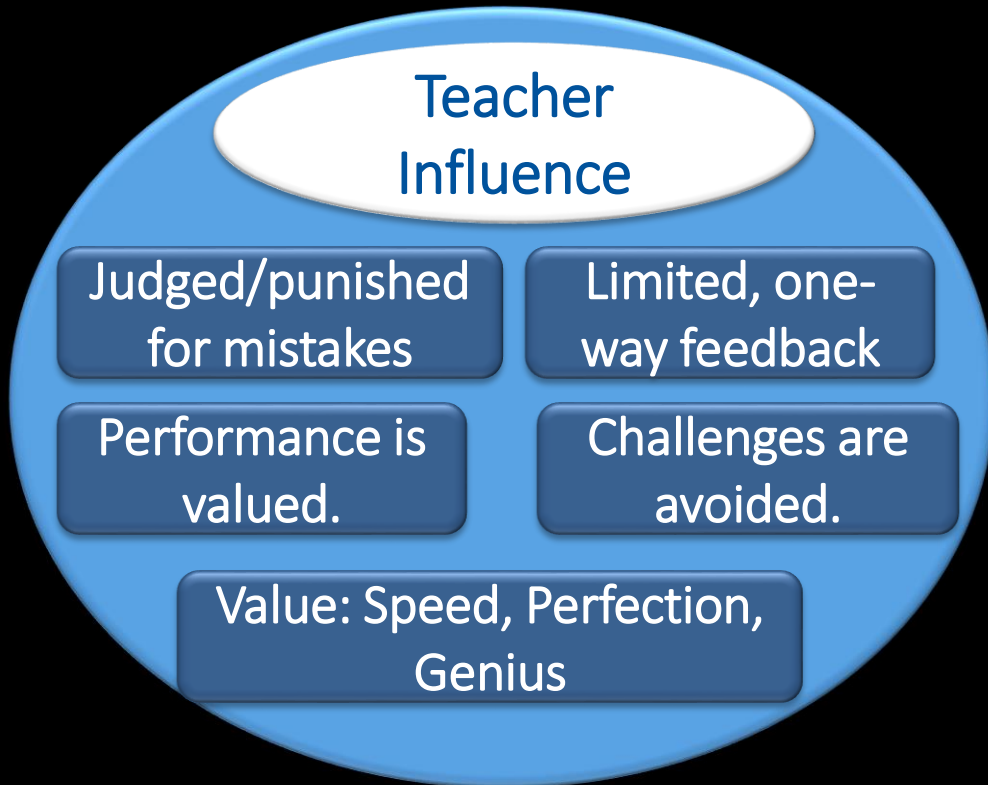 Teacher
Influence
Judged/punished
for mistakes
Limited, one-
way feedback
Performance is
valued.
Challenges are
avoided.
Value: Speed, Perfection,
Genius